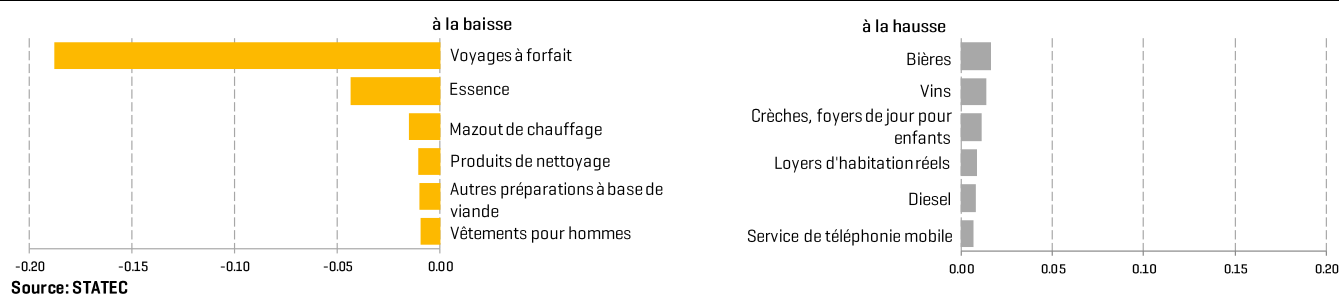 à la baisse
Voyages à forfait
Essence
Mazout de chauffage
Produits de nettoyage
Autres préparations à base de
viande
Vêtements pour hommes
-0.20 -0.15 -0.10 -0.05 0.00
Source: STATEC
à la hausse
Bières
Vins
Crèches, foyers de jour pour
enfants
Loyers d'habitation réels
Diesel
Service de téléphonie mobile
0.00 0.05 0.10 0.15 0.20